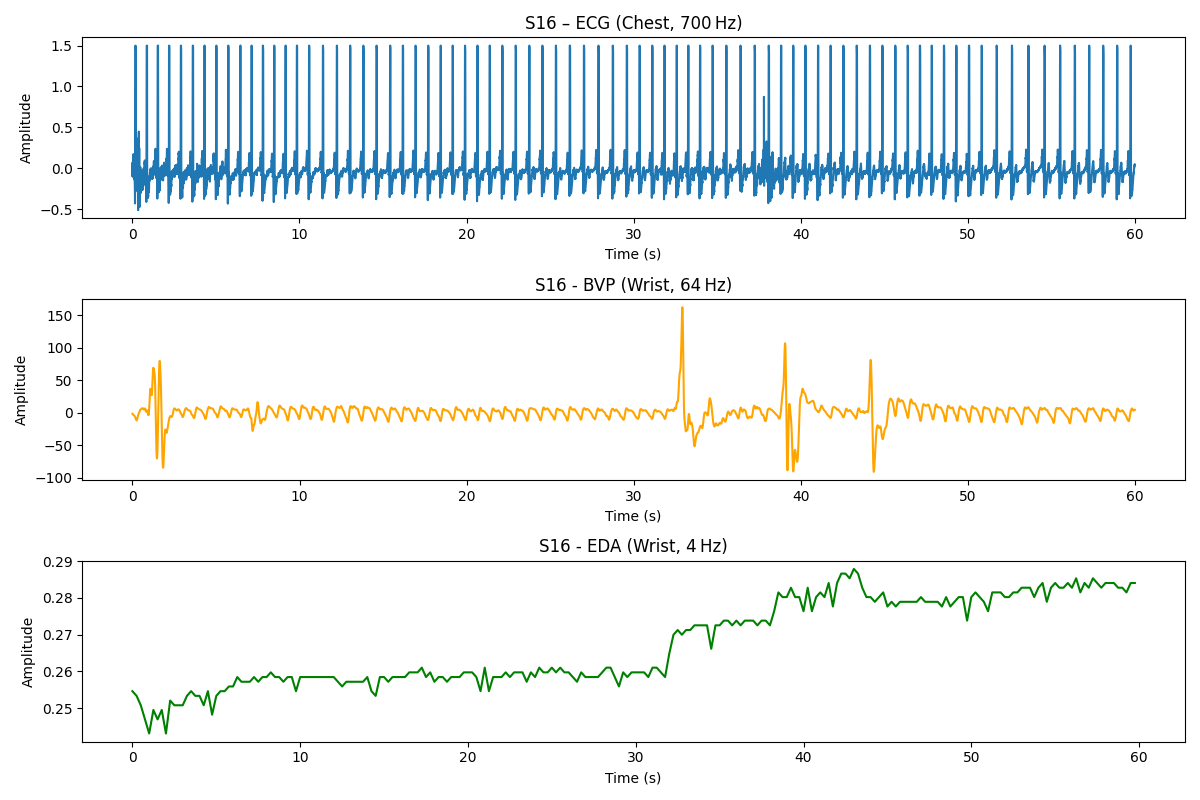 S16 – ECG (Chest, 700 Hz)
Amplitude
1.5
1.0
0.5
0.0
−0.5
0 10 20 30 40 50 60
Time (s)
S16 - BVP (Wrist, 64 Hz)
Amplitude
150
100
50
0
−50
−100
0 10 20 30 40 50 60
Time (s)
S16 - EDA (Wrist, 4 Hz)
Amplitude
0.29
0.28
0.27
0.26
0.25
0 10 20 30 40 50 60
Time (s)